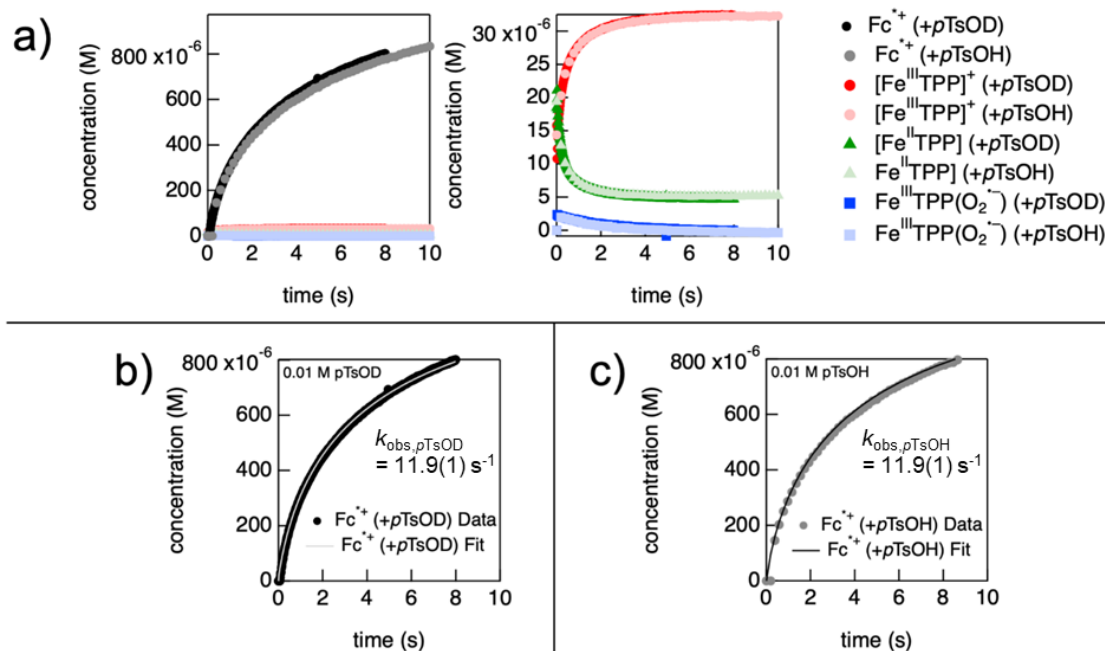 a)
concentration (M)
800 x10⁻⁶
600
400
200
0
0 2 4 6 8 10
time (s)
concentration (M)
30 x10⁻⁶
25
20
15
10
5
0
0 2 4 6 8 10
time (s)
Fc*⁺ (+pTsOD)
Fc*⁺ (+pTsOH)
[FeᴵᴵᴵTPP]⁺ (+pTsOD)
[FeᴵᴵᴵTPP]⁺ (+pTsOH)
[FeᴵᴵTPP] (+pTsOD)
FeᴵᴵTPP] (+pTsOH)
FeᴵᴵᴵTPP(O₂•⁻) (+pTsOD)
FeᴵᴵᴵTPP(O₂•⁻) (+pTsOH)
b)
concentration (M)
800 x10⁻⁶
600
400
200
0
0.01 M pTsOD
k obs,pTsOD
= 11.9(1) s⁻¹
Fc*⁺ (+pTsOD) Data
Fc*⁺ (+pTsOD) Fit
0 2 4 6 8 10
time (s)
c)
concentration (M)
800 x10⁻⁶
600
400
200
0
0.01 M pTsOH
k obs,pTsOH
= 11.9(1) s⁻¹
Fc*⁺ (+pTsOH) Data
Fc*⁺ (+pTsOH) Fit
0 2 4 6 8 10
time (s)